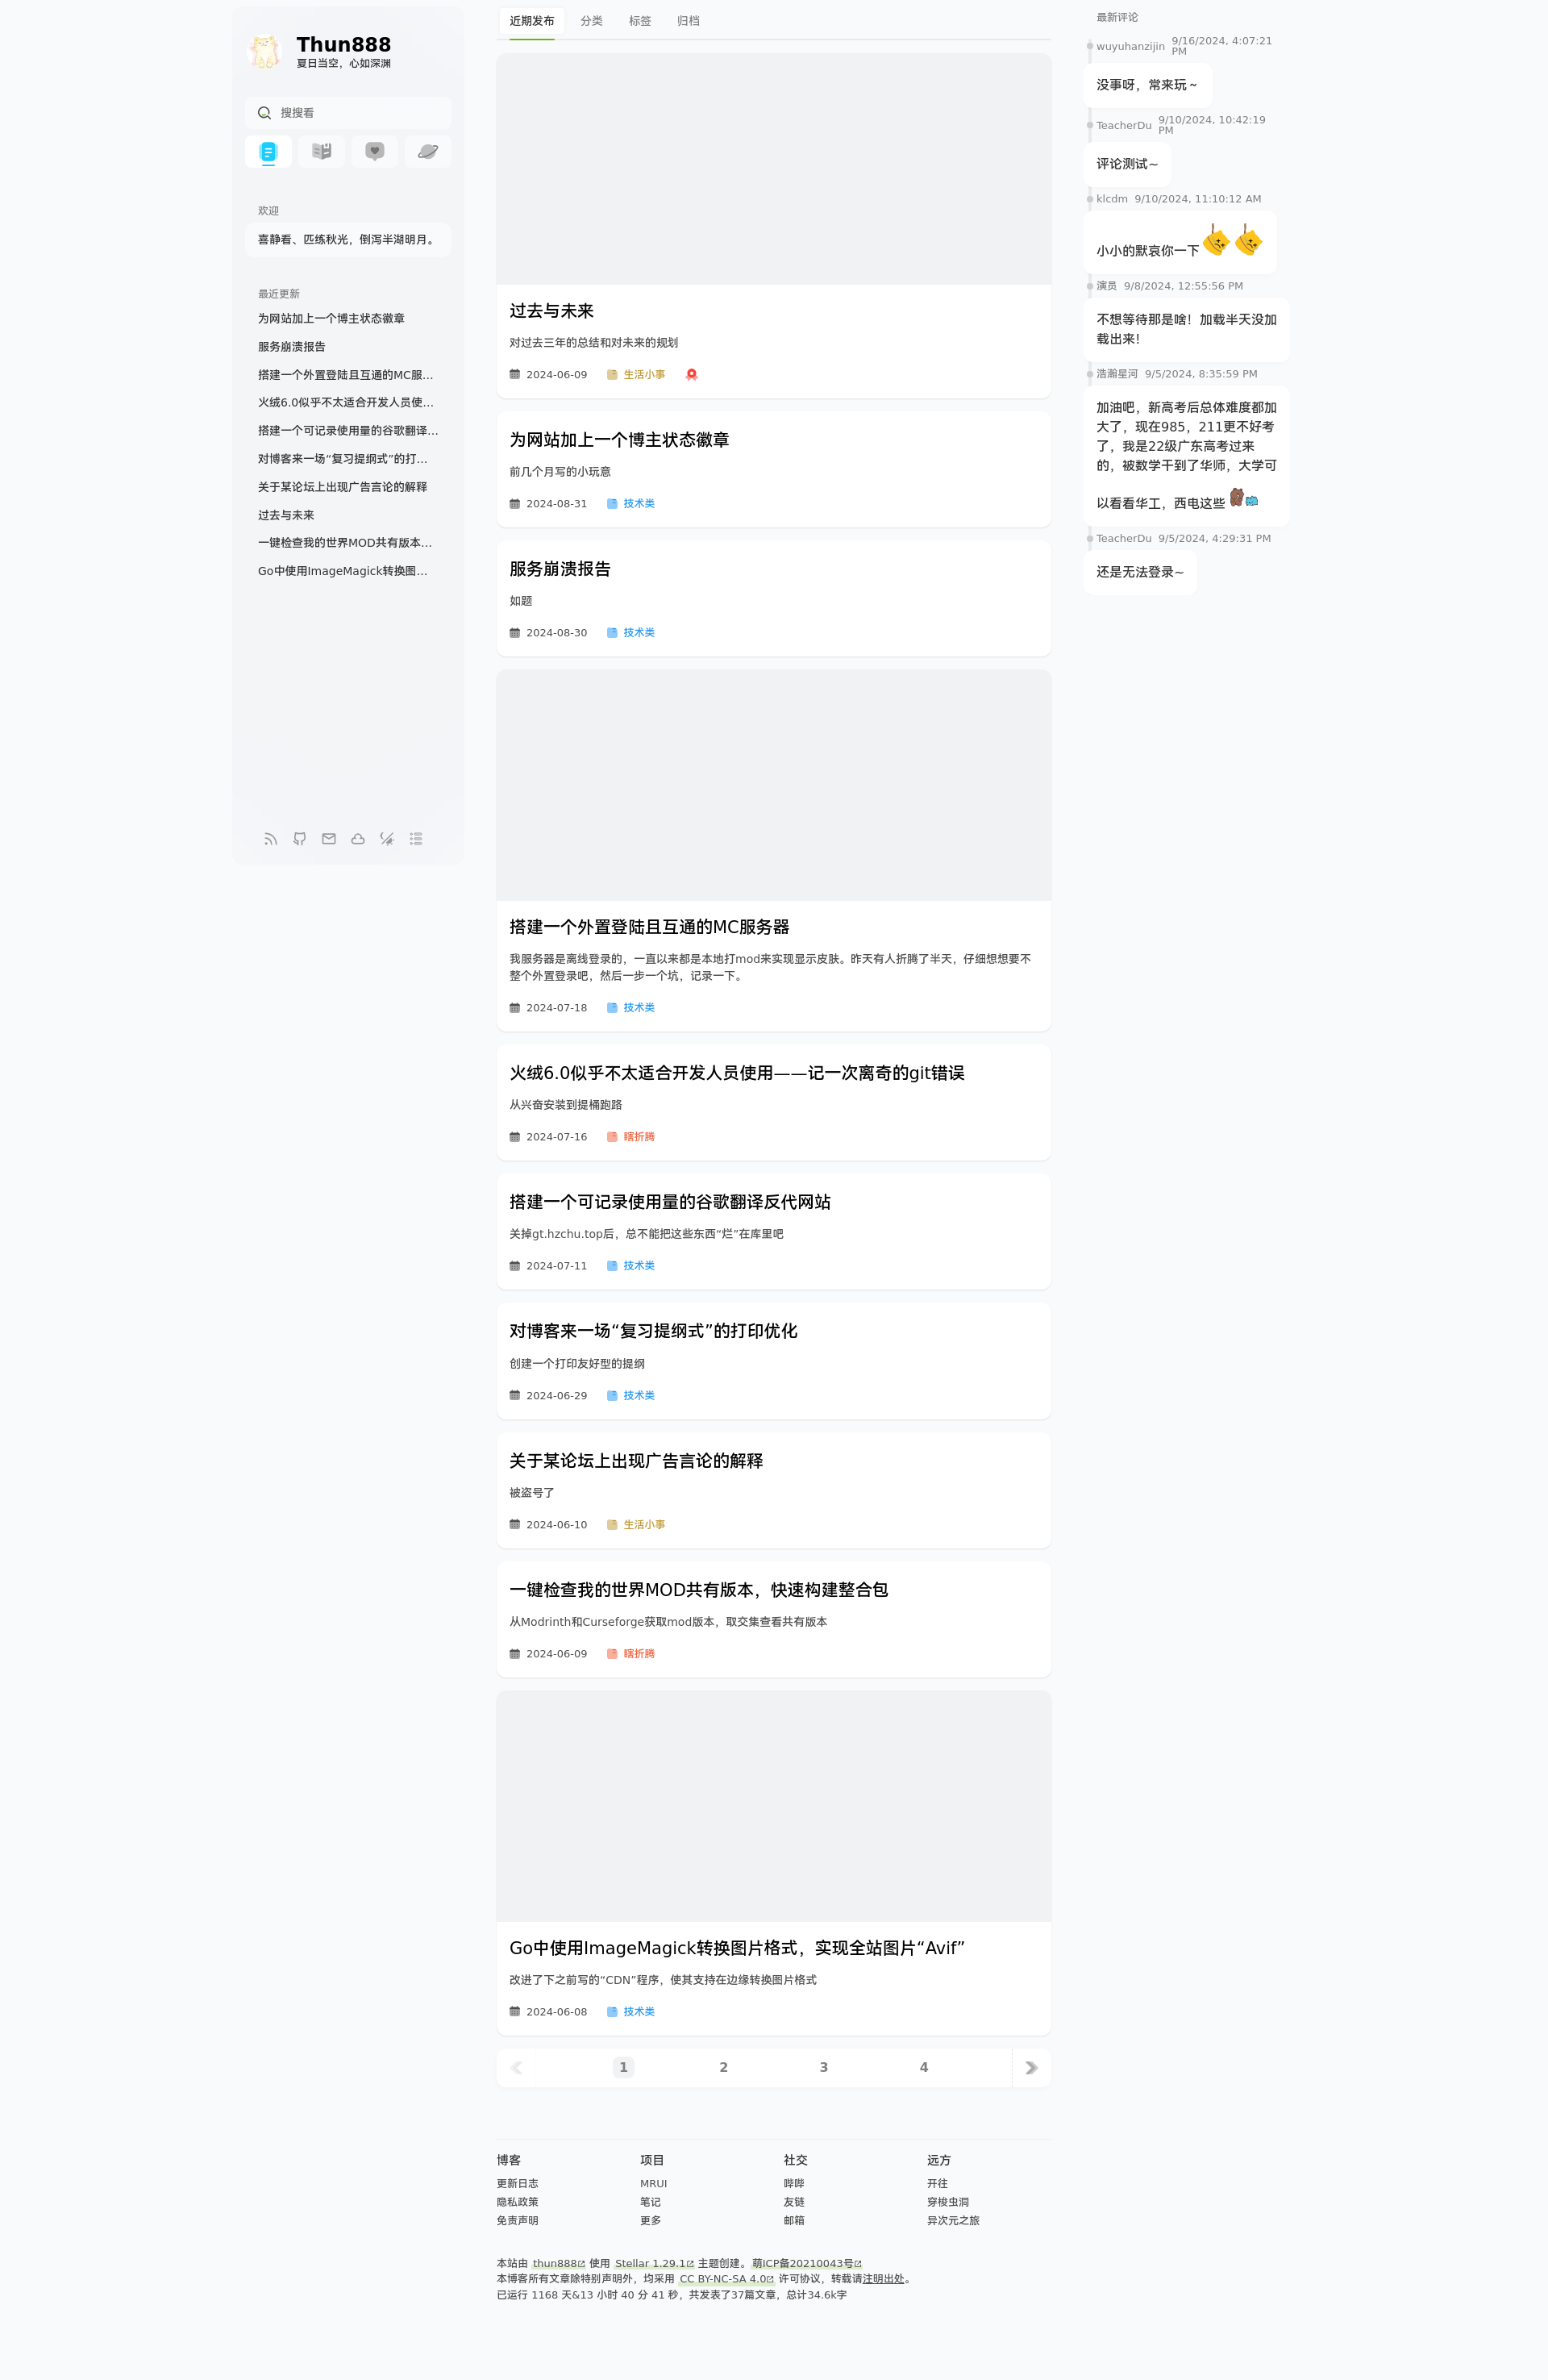 Thun888
夏日当空，心如深渊
搜搜看
欢迎
喜静看、匹练秋光，倒泻半湖明月。
最近更新
为网站加上一个博主状态徽章
服务崩溃报告
搭建一个外置登陆且互通的MC服…
火绒6.0似乎不太适合开发人员使…
搭建一个可记录使用量的谷歌翻译…
对博客来一场“复习提纲式”的打…
关于某论坛上出现广告言论的解释
过去与未来
一键检查我的世界MOD共有版本…
Go中使用ImageMagick转换图…
近期发布 分类 标签 归档
过去与未来
对过去三年的总结和对未来的规划
2024-06-09 生活小事
为网站加上一个博主状态徽章
前几个月写的小玩意
2024-08-31 技术类
服务崩溃报告
如题
2024-08-30 技术类
搭建一个外置登陆且互通的MC服务器
我服务器是离线登录的，一直以来都是本地打mod来实现显示皮肤。昨天有人折腾了半天，仔细想想要不
整个外置登录吧，然后一步一个坑，记录一下。
2024-07-18 技术类
火绒6.0似乎不太适合开发人员使用——记一次离奇的git错误
从兴奋安装到提桶跑路
2024-07-16 瞎折腾
搭建一个可记录使用量的谷歌翻译反代网站
关掉gt.hzchu.top后，总不能把这些东西“烂”在库里吧
2024-07-11 技术类
对博客来一场“复习提纲式”的打印优化
创建一个打印友好型的提纲
2024-06-29 技术类
关于某论坛上出现广告言论的解释
被盗号了
2024-06-10 生活小事
一键检查我的世界MOD共有版本，快速构建整合包
从Modrinth和Curseforge获取mod版本，取交集查看共有版本
2024-06-09 瞎折腾
Go中使用ImageMagick转换图片格式，实现全站图片“Avif”
改进了下之前写的“CDN”程序，使其支持在边缘转换图片格式
2024-06-08 技术类
1 2 3 4
博客 项目 社交 远方
更新日志 MRUI 哔哔 开往
隐私政策 笔记 友链 穿梭虫洞
免责声明 更多 邮箱 异次元之旅
本站由 thun888 使用 Stellar 1.29.1 主题创建。萌ICP备20210043号
本博客所有文章除特别声明外，均采用 CC BY-NC-SA 4.0 许可协议，转载请注明出处。
已运行 1168 天&13 小时 40 分 41 秒，共发表了37篇文章，总计34.6k字
最新评论
wuyuhanzijin 9/16/2024, 4:07:21
PM
没事呀，常来玩～
TeacherDu 9/10/2024, 10:42:19
PM
评论测试~
klcdm 9/10/2024, 11:10:12 AM
小小的默哀你一下
演员 9/8/2024, 12:55:56 PM
不想等待那是啥！加载半天没加
载出来！
浩瀚星河 9/5/2024, 8:35:59 PM
加油吧，新高考后总体难度都加
大了，现在985，211更不好考
了，我是22级广东高考过来
的，被数学干到了华师，大学可
以看看华工，西电这些
TeacherDu 9/5/2024, 4:29:31 PM
还是无法登录~